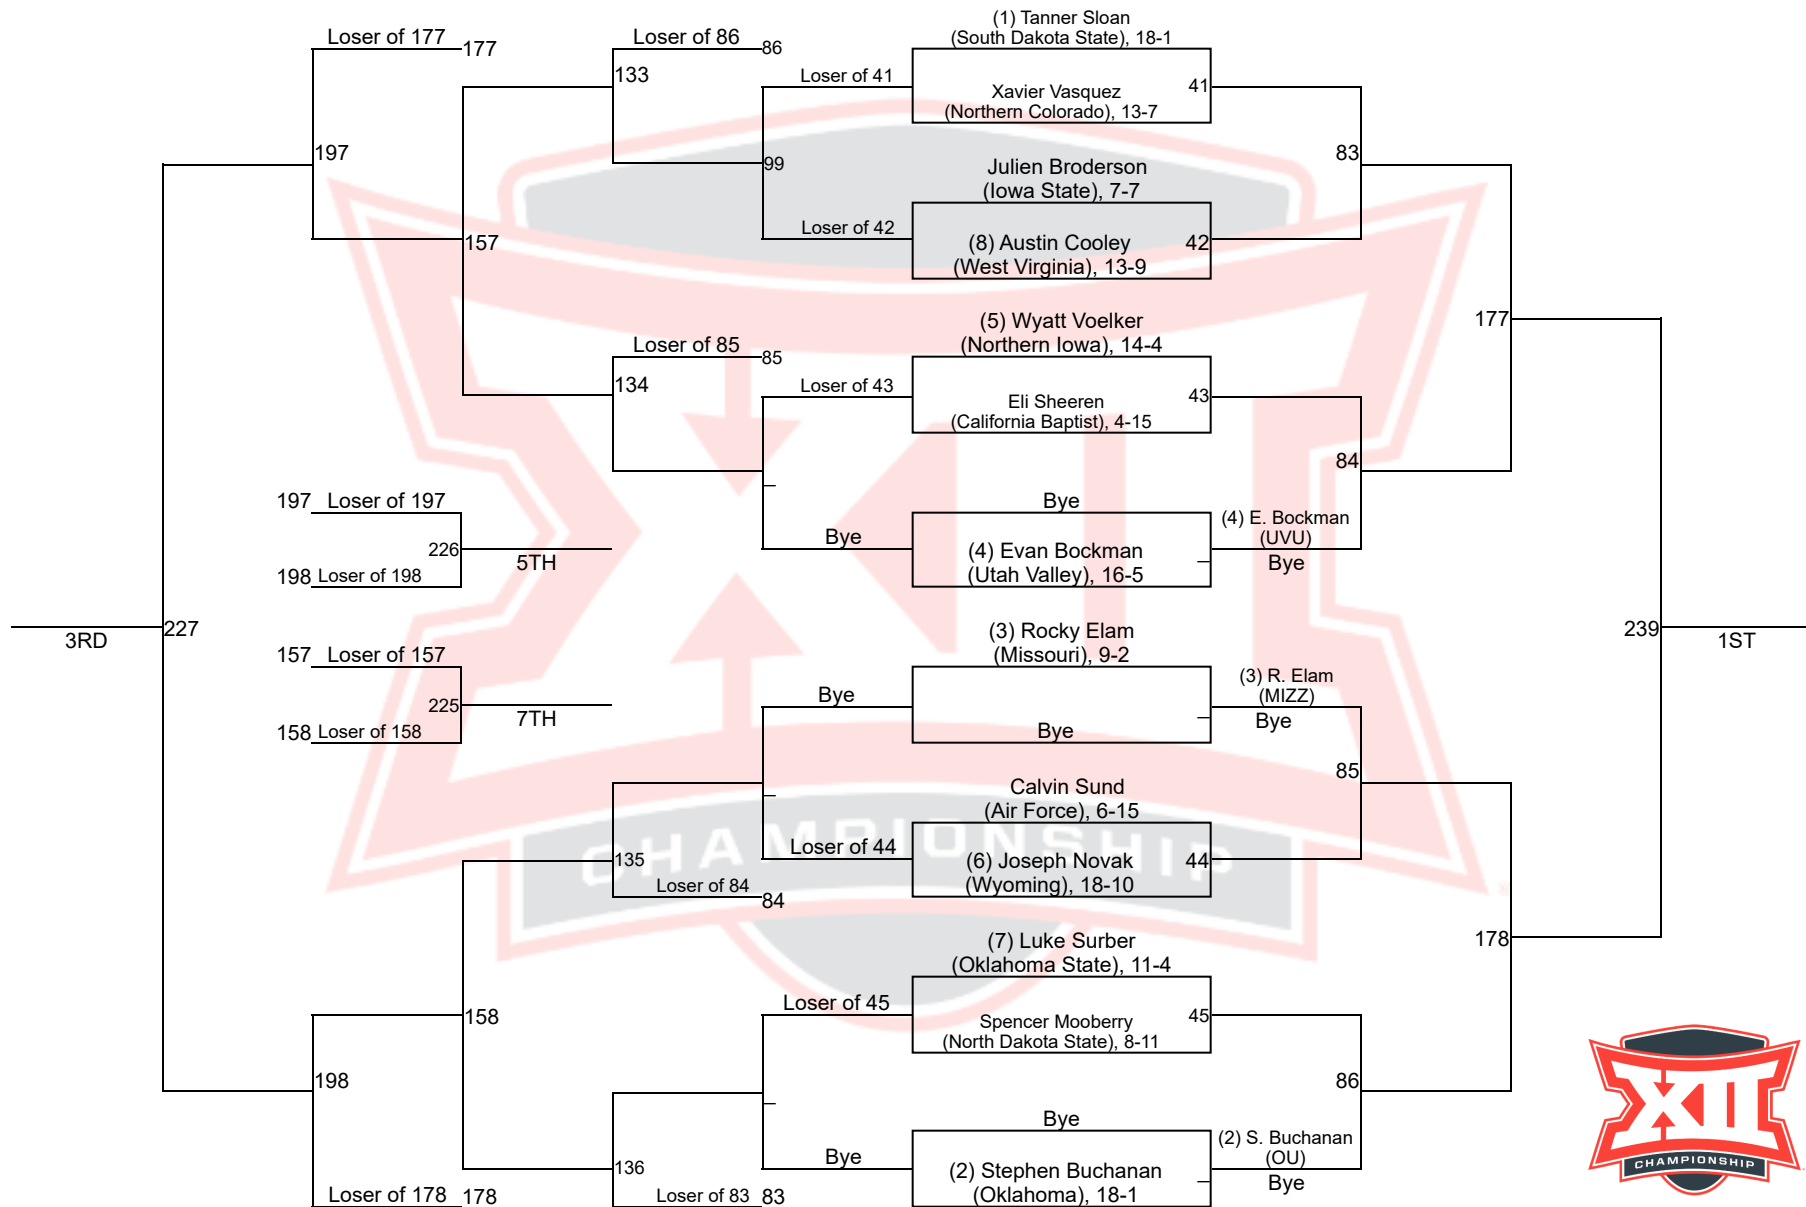 (1) Tanner Sloan
(South Dakota State), 18-1
Loser of 177 177
Loser of 86 86
133
Loser of 41
Xavier Vasquez
(Northern Colorado), 13-7
41
197
99
83
Julien Broderson
(Iowa State), 7-7
Loser of 42
157
(8) Austin Cooley
(West Virginia), 13-9
42
(5) Wyatt Voelker
(Northern Iowa), 14-4
177
Loser of 85 85
134
Loser of 43
Eli Sheeren
(California Baptist), 4-15
43
84
197 Loser of 197
Bye
(4) E. Bockman
(UVU)
Bye
226
5TH
Bye
(4) Evan Bockman
(Utah Valley), 16-5
198 Loser of 198
3RD
227
(3) Rocky Elam
(Missouri), 9-2
239
1ST
157 Loser of 157
(3) R. Elam
(MIZZ)
Bye
Bye
225
7TH
158 Loser of 158
Bye
85
Calvin Sund
(Air Force), 6-15
CHAMPIONSHIP
Loser of 44
135
(6) Joseph Novak
(Wyoming), 18-10
44
Loser of 84
84
(7) Luke Surber
(Oklahoma State), 11-4
178
Loser of 45
158
Spencer Mooberry
(North Dakota State), 8-11
45
198
86
Bye
(2) S. Buchanan
(OU)
Bye
Bye
136
(2) Stephen Buchanan
(Oklahoma), 18-1
Loser of 178 178
Loser of 83 83
XII
CHAMPIONSHIP